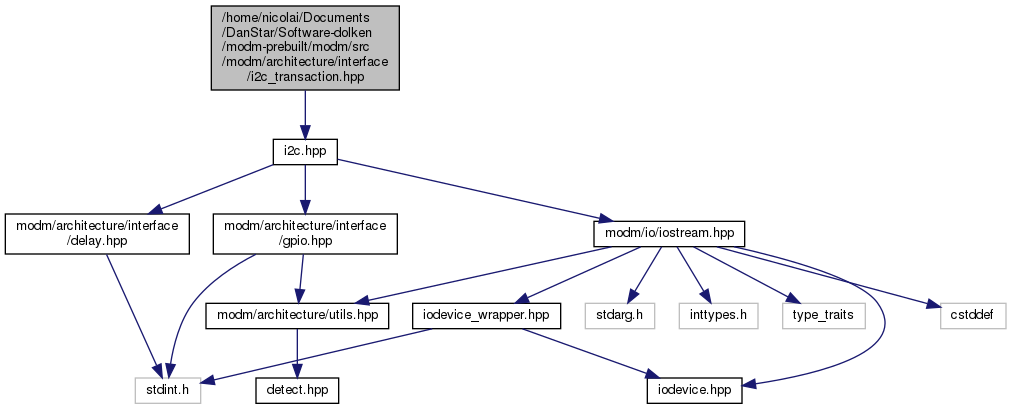 /home/nicolai/Documents
/DanStar/Software-dolken
/modm-prebuilt/modm/src
/modm/architecture/interface
/i2c_transaction.hpp
i2c.hpp
modm/architecture/interface
/delay.hpp
modm/architecture/interface
/gpio.hpp
modm/io/iostream.hpp
modm/architecture/utils.hpp
iodevice_wrapper.hpp
stdarg.h
inttypes.h
type_traits
cstddef
stdint.h
detect.hpp
iodevice.hpp